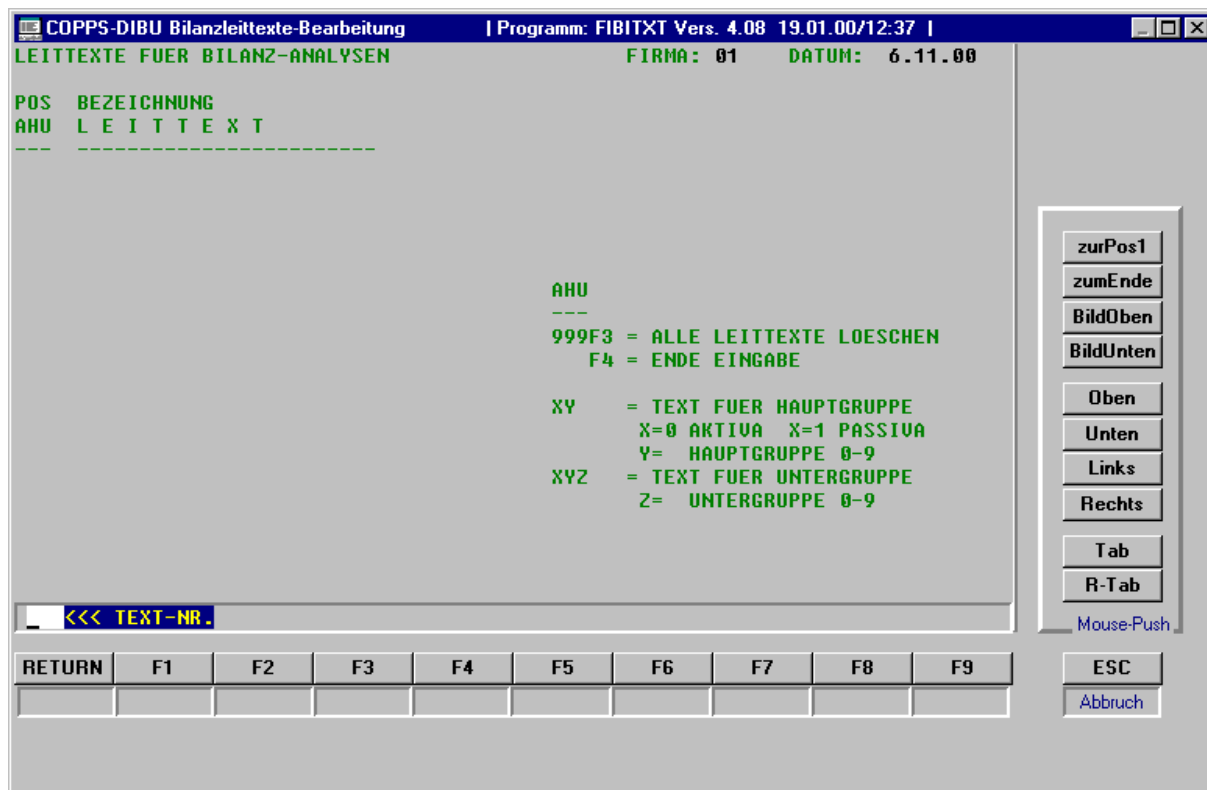 COPPS-DIBU Bilanzleittexte-Bearbeitung | Programm: FIBITXT Vers. 4.08 19.01.00/12:37 |
LEITTEXTE FUER BILANZ-ANALYSEN FIRMA: 01 DATUM: 6.11.00
POS BEZEICHNUNG
AHU L E I T T E X T
--- ------------------------
AHU
---
999F3 = ALLE LEITTEXTE LOESCHEN
F4 = ENDE EINGABE
XY = TEXT FUER HAUPTGRUPPE
X=0 AKTIVA X=1 PASSIVA
Y= HAUPTGRUPPE 0-9
XYZ = TEXT FUER UNTERGRUPPE
Z= UNTERGRUPPE 0-9
_ <<< TEXT-NR.
zurPos1
zumEnde
BildOben
BildUnten
Oben
Unten
Links
Rechts
Tab
R-Tab
Mouse-Push
RETURN F1 F2 F3 F4 F5 F6 F7 F8 F9 ESC
Abbruch